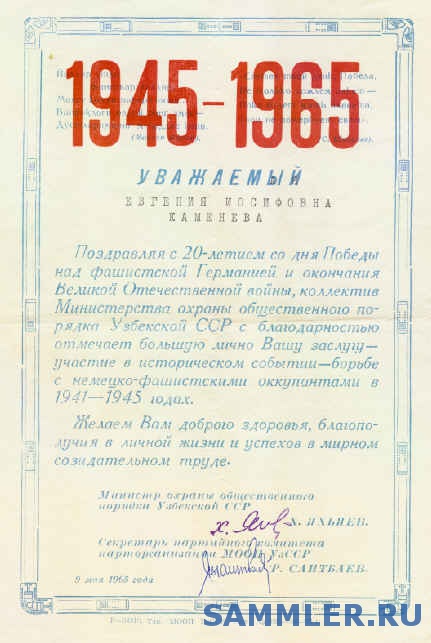 1945–1965
УВАЖАЕМЫЙ
ЕВГЕНИЯ ИОСИФОВНА
КАМЕНЕВА
Поздравляя с 20-летием со дня Победы
над фашистской Германией и окончания
Великой Отечественной войны, коллектив
Министерства охраны общественного по-
рядка Узбекской ССР с благодарностью
отмечает большую лично Вашу заслугу—
участие в историческом событии—борьбе
с немецко-фашистскими оккупантами в
1941—1945 годах.
Желаем Вам доброго здоровья, благопо-
лучия в личной жизни и успехов в мирном
созидательном труде.
Министр охраны общественного
порядка Узбекской ССР
Х. ЯХЪЯЕВ.
Секретарь партийного комитета
парторганизации МООП УзССР
Р. САИТБАЕВ.
9 мая 1965 года
SAMMLER.RU